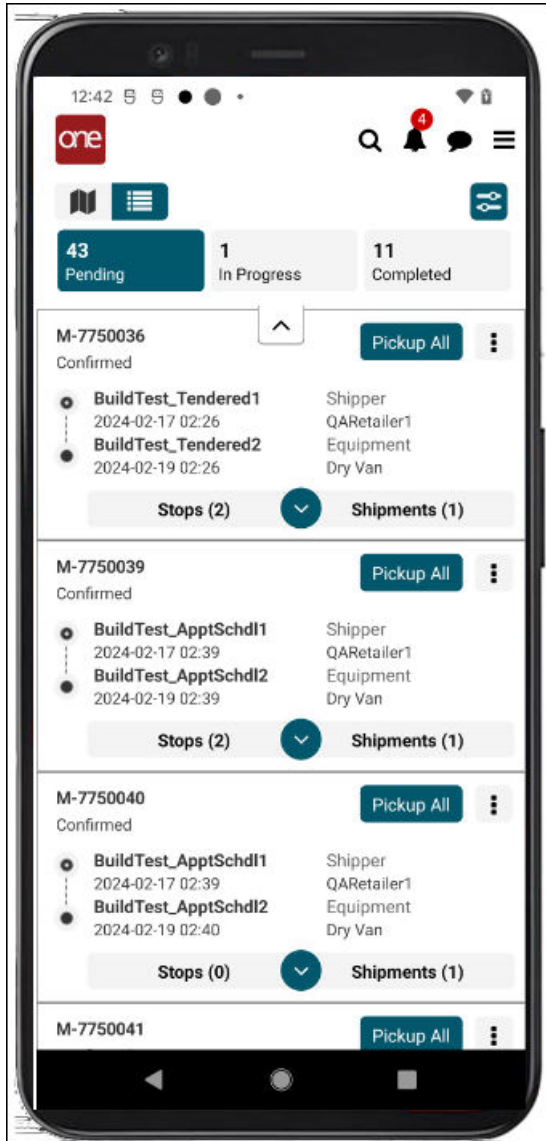 12:42
one
4
43
Pending
1
In Progress
11
Completed
M-7750036
Confirmed
Pickup All
BuildTest_Tendered1
2024-02-17 02:26
BuildTest_Tendered2
2024-02-19 02:26
Shipper
QARetailer1
Equipment
Dry Van
Stops (2)
Shipments (1)
M-7750039
Confirmed
Pickup All
BuildTest_ApptSchdl1
2024-02-17 02:39
BuildTest_ApptSchdl2
2024-02-19 02:39
Shipper
QARetailer1
Equipment
Dry Van
Stops (2)
Shipments (1)
M-7750040
Confirmed
Pickup All
BuildTest_ApptSchdl1
2024-02-17 02:39
BuildTest_ApptSchdl2
2024-02-19 02:40
Shipper
QARetailer1
Equipment
Dry Van
Stops (0)
Shipments (1)
M-7750041
Pickup All